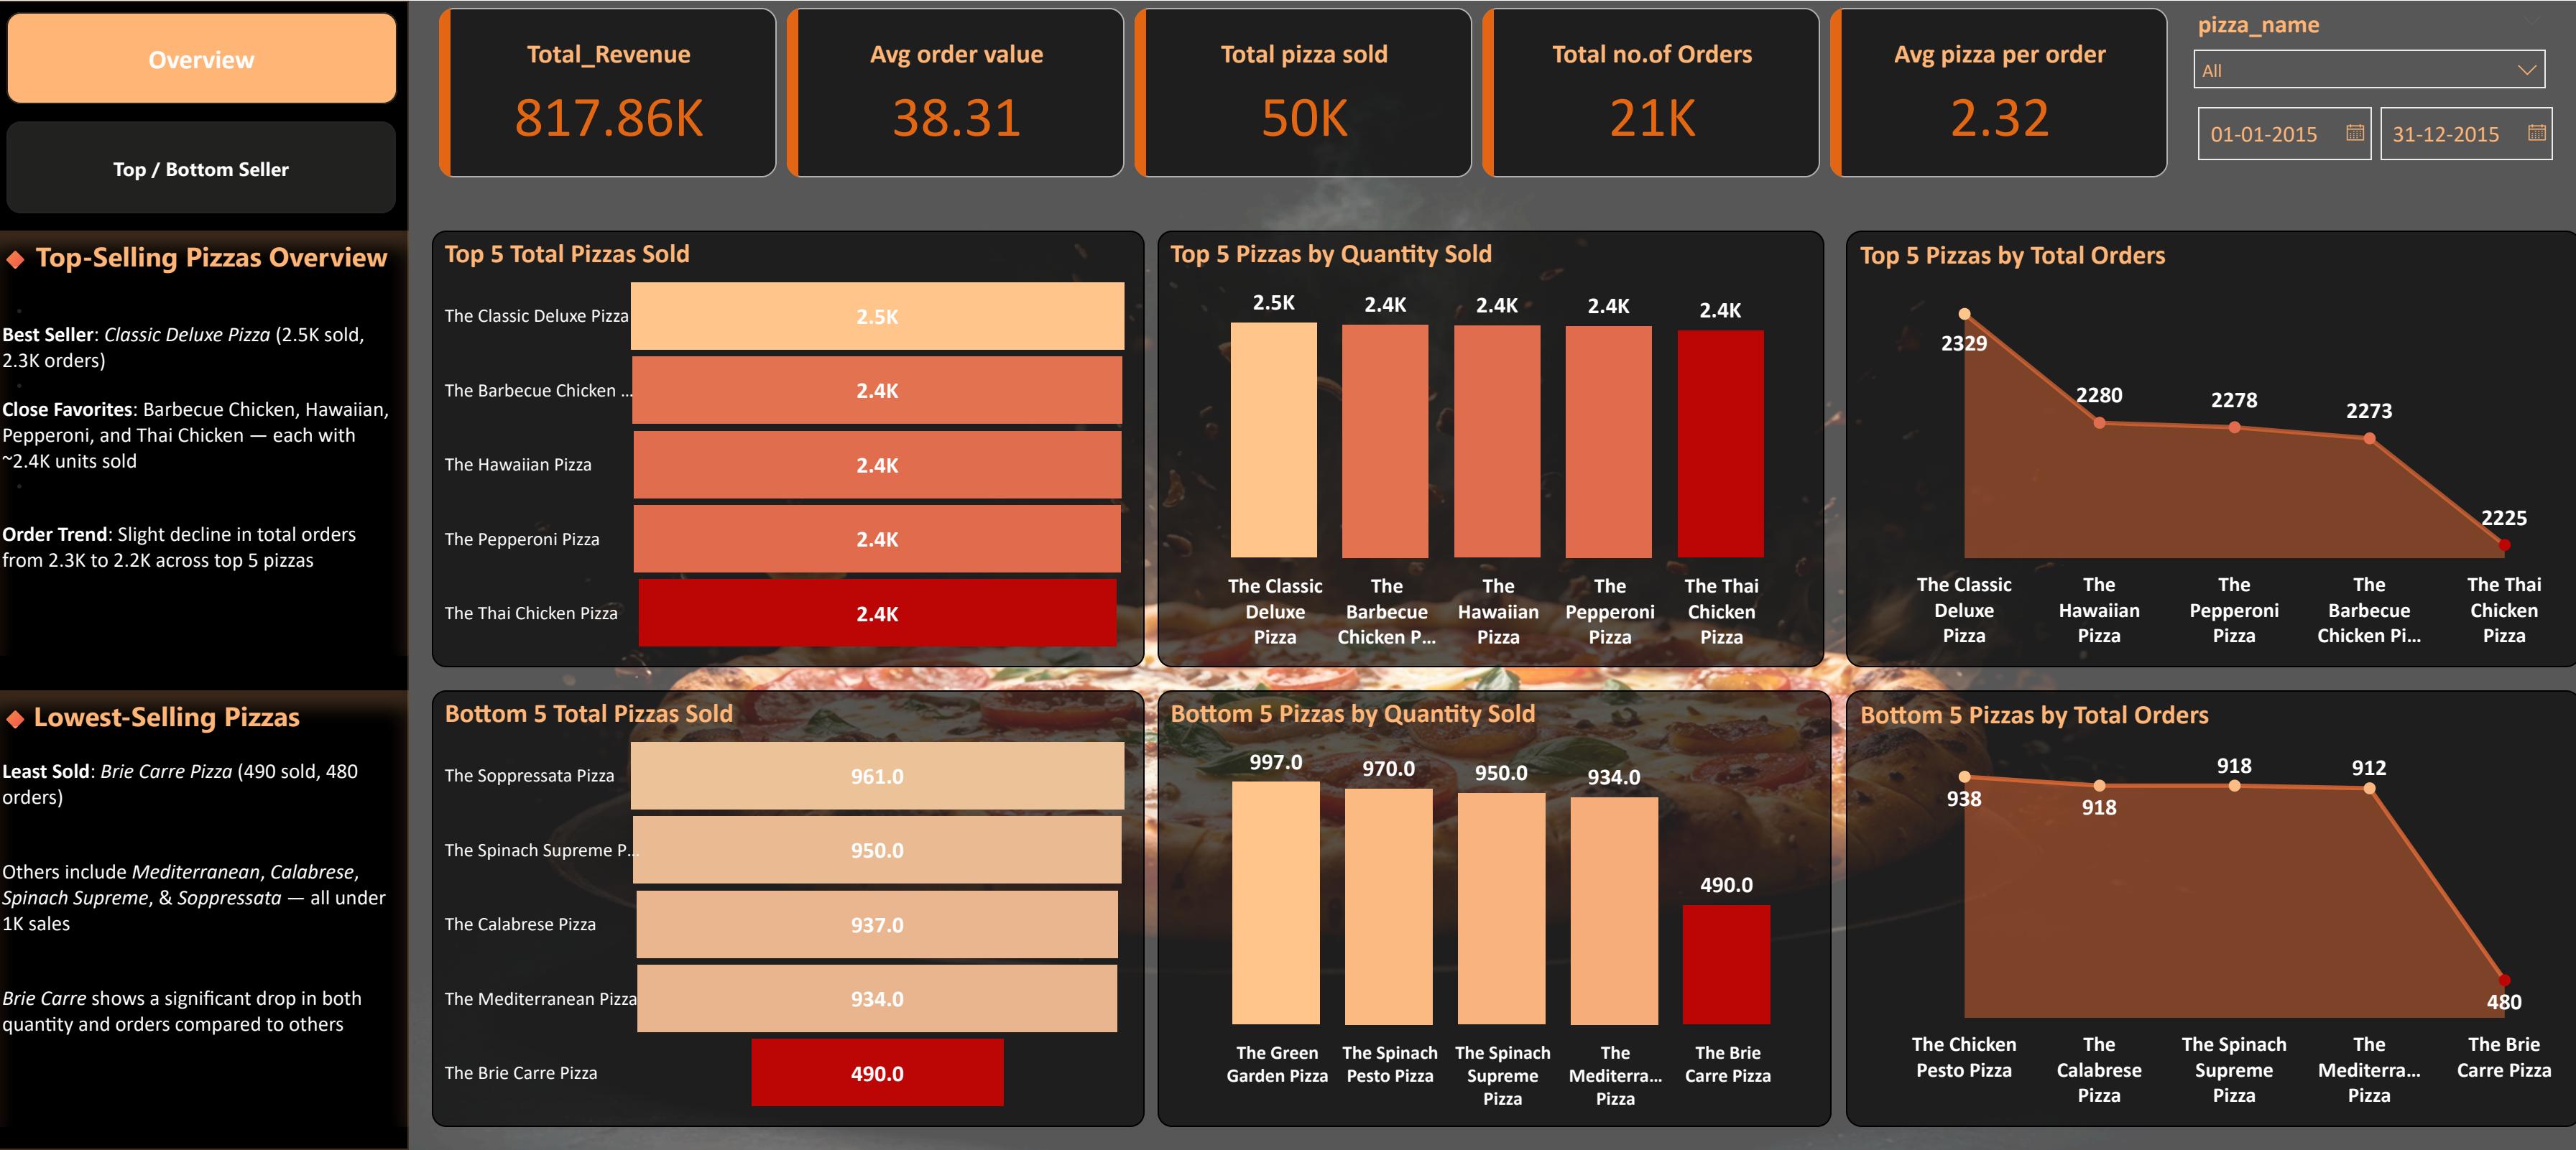 Overview
Top / Bottom Seller
Total_Revenue
817.86K
Avg order value
38.31
Total pizza sold
50K
Total no.of Orders
21K
Avg pizza per order
2.32
pizza_name
All
01-01-2015
31-12-2015
Top-Selling Pizzas Overview
Best Seller: Classic Deluxe Pizza (2.5K sold,
2.3K orders)
Close Favorites: Barbecue Chicken, Hawaiian,
Pepperoni, and Thai Chicken — each with
~2.4K units sold
Order Trend: Slight decline in total orders
from 2.3K to 2.2K across top 5 pizzas
Top 5 Total Pizzas Sold
The Classic Deluxe Pizza 2.5K
The Barbecue Chicken ... 2.4K
The Hawaiian Pizza 2.4K
The Pepperoni Pizza 2.4K
The Thai Chicken Pizza 2.4K
Top 5 Pizzas by Quantity Sold
2.5K 2.4K 2.4K 2.4K 2.4K
The Classic The The The The Thai
Deluxe Barbecue Hawaiian Pepperoni Chicken
Pizza Chicken P... Pizza Pizza Pizza
Top 5 Pizzas by Total Orders
2329 2280 2278 2273 2225
The Classic The The The The Thai
Deluxe Hawaiian Pepperoni Barbecue Chicken
Pizza Pizza Pizza Chicken Pi... Pizza
Lowest-Selling Pizzas
Least Sold: Brie Carre Pizza (490 sold, 480
orders)
Others include Mediterranean, Calabrese,
Spinach Supreme, & Soppressata — all under
1K sales
Brie Carre shows a significant drop in both
quantity and orders compared to others
Bottom 5 Total Pizzas Sold
The Soppressata Pizza 961.0
The Spinach Supreme P... 950.0
The Calabrese Pizza 937.0
The Mediterranean Pizza 934.0
The Brie Carre Pizza 490.0
Bottom 5 Pizzas by Quantity Sold
997.0 970.0 950.0 934.0 490.0
The Green The Spinach The Spinach The The Brie
Garden Pizza Pesto Pizza Supreme Mediterra... Carre Pizza
Pizza Pizza
Bottom 5 Pizzas by Total Orders
938 918 918 912 480
The Chicken The The Spinach The The Brie
Pesto Pizza Calabrese Supreme Mediterra... Carre Pizza
Pizza Pizza Pizza